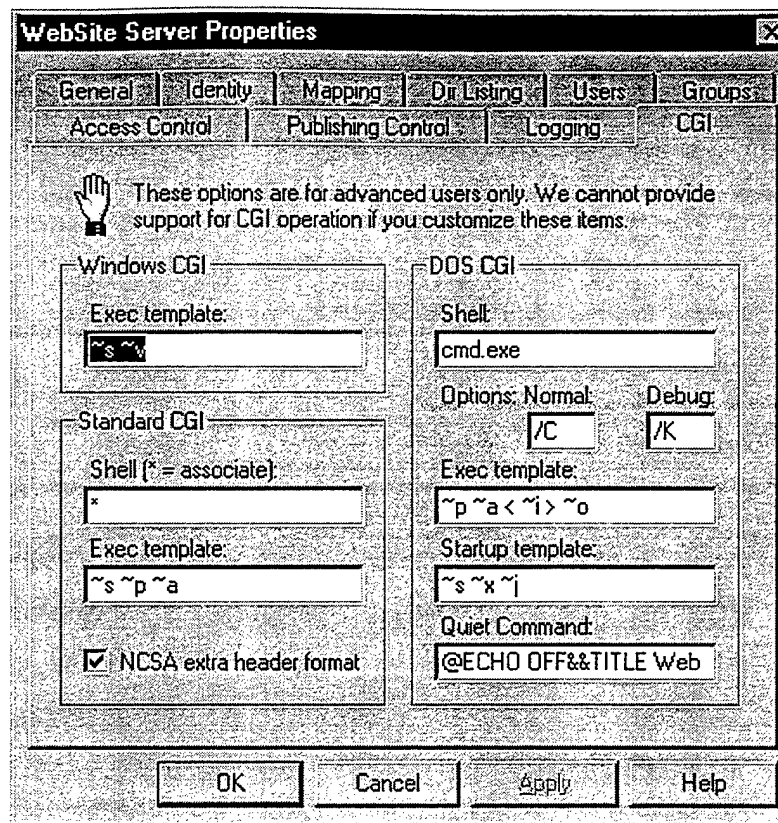 WebSite Server Properties
General Identity Mapping Dir Listing Users Groups
Access Control Publishing Control Logging CGI
These options are for advanced users only. We cannot provide
support for CGI operation if you customize these items.
Windows CGI
Exec template:
~s ~v
Standard CGI
Shell (* = associate):
*
Exec template:
~s ~p ~a
NCSA extra header format
DOS CGI
Shell:
cmd.exe
Options: Normal: Debug:
/C /K
Exec template:
~p ~a < ~i > ~o
Startup template:
~s ~x ~j
Quiet Command:
@ECHO OFF&&TITLE Web
OK Cancel Apply Help